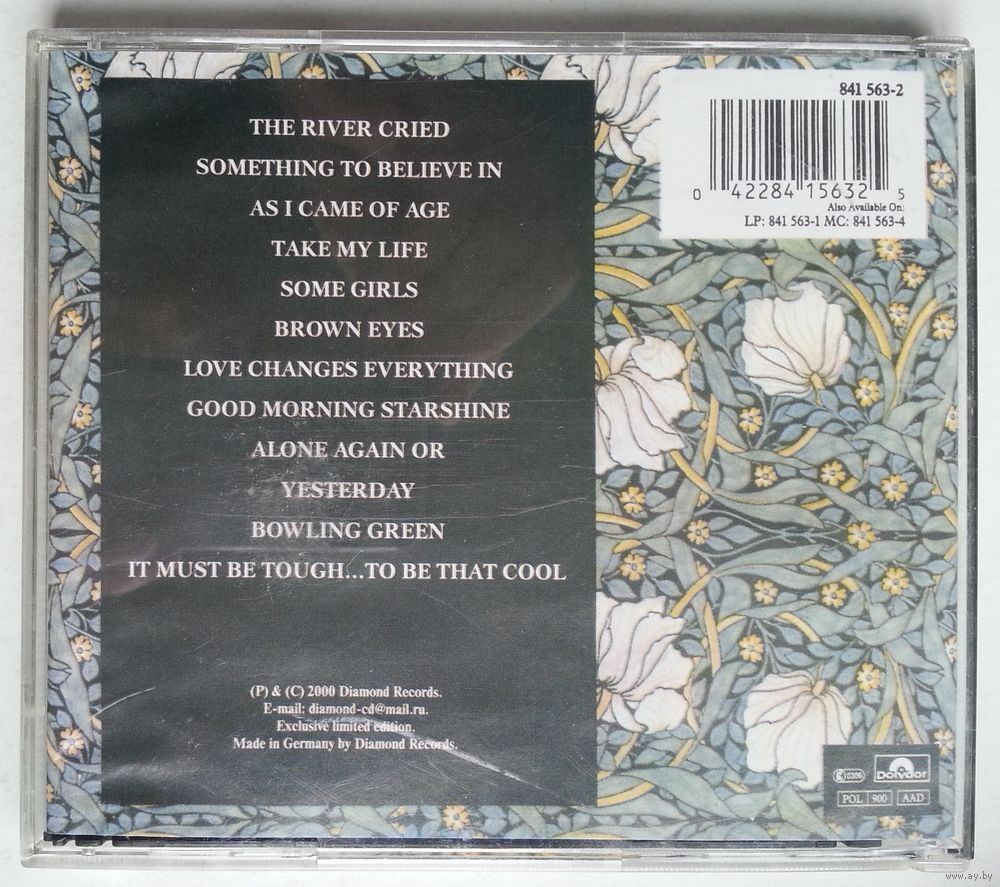 THE RIVER CRIED
SOMETHING TO BELIEVE IN
AS I CAME OF AGE
TAKE MY LIFE
SOME GIRLS
BROWN EYES
LOVE CHANGES EVERYTHING
GOOD MORNING STARSHINE
ALONE AGAIN OR
YESTERDAY
BOWLING GREEN
IT MUST BE TOUGH...TO BE THAT COOL
(P) & (C) 2000 Diamond Records.
E-mail: diamond-cd@mail.ru.
Exclusive limited edition.
Made in Germany by Diamond Records.
841 563-2
0 42284 15632 5
Also Available On:
LP: 841 563-1 MC: 841 563-4
Polydor
POL 900 AAD
www.ay.by